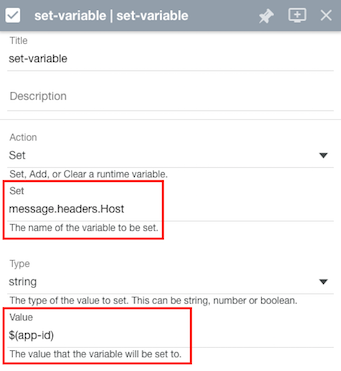 set-variable | set-variable
Title
set-variable
Description
Action
Set
Set, Add, or Clear a runtime variable.
Set
message.headers.Host
The name of the variable to be set.
Type
string
The type of the value to set. This can be string, number or boolean.
Value
$(app-id)
The value that the variable will be set to.